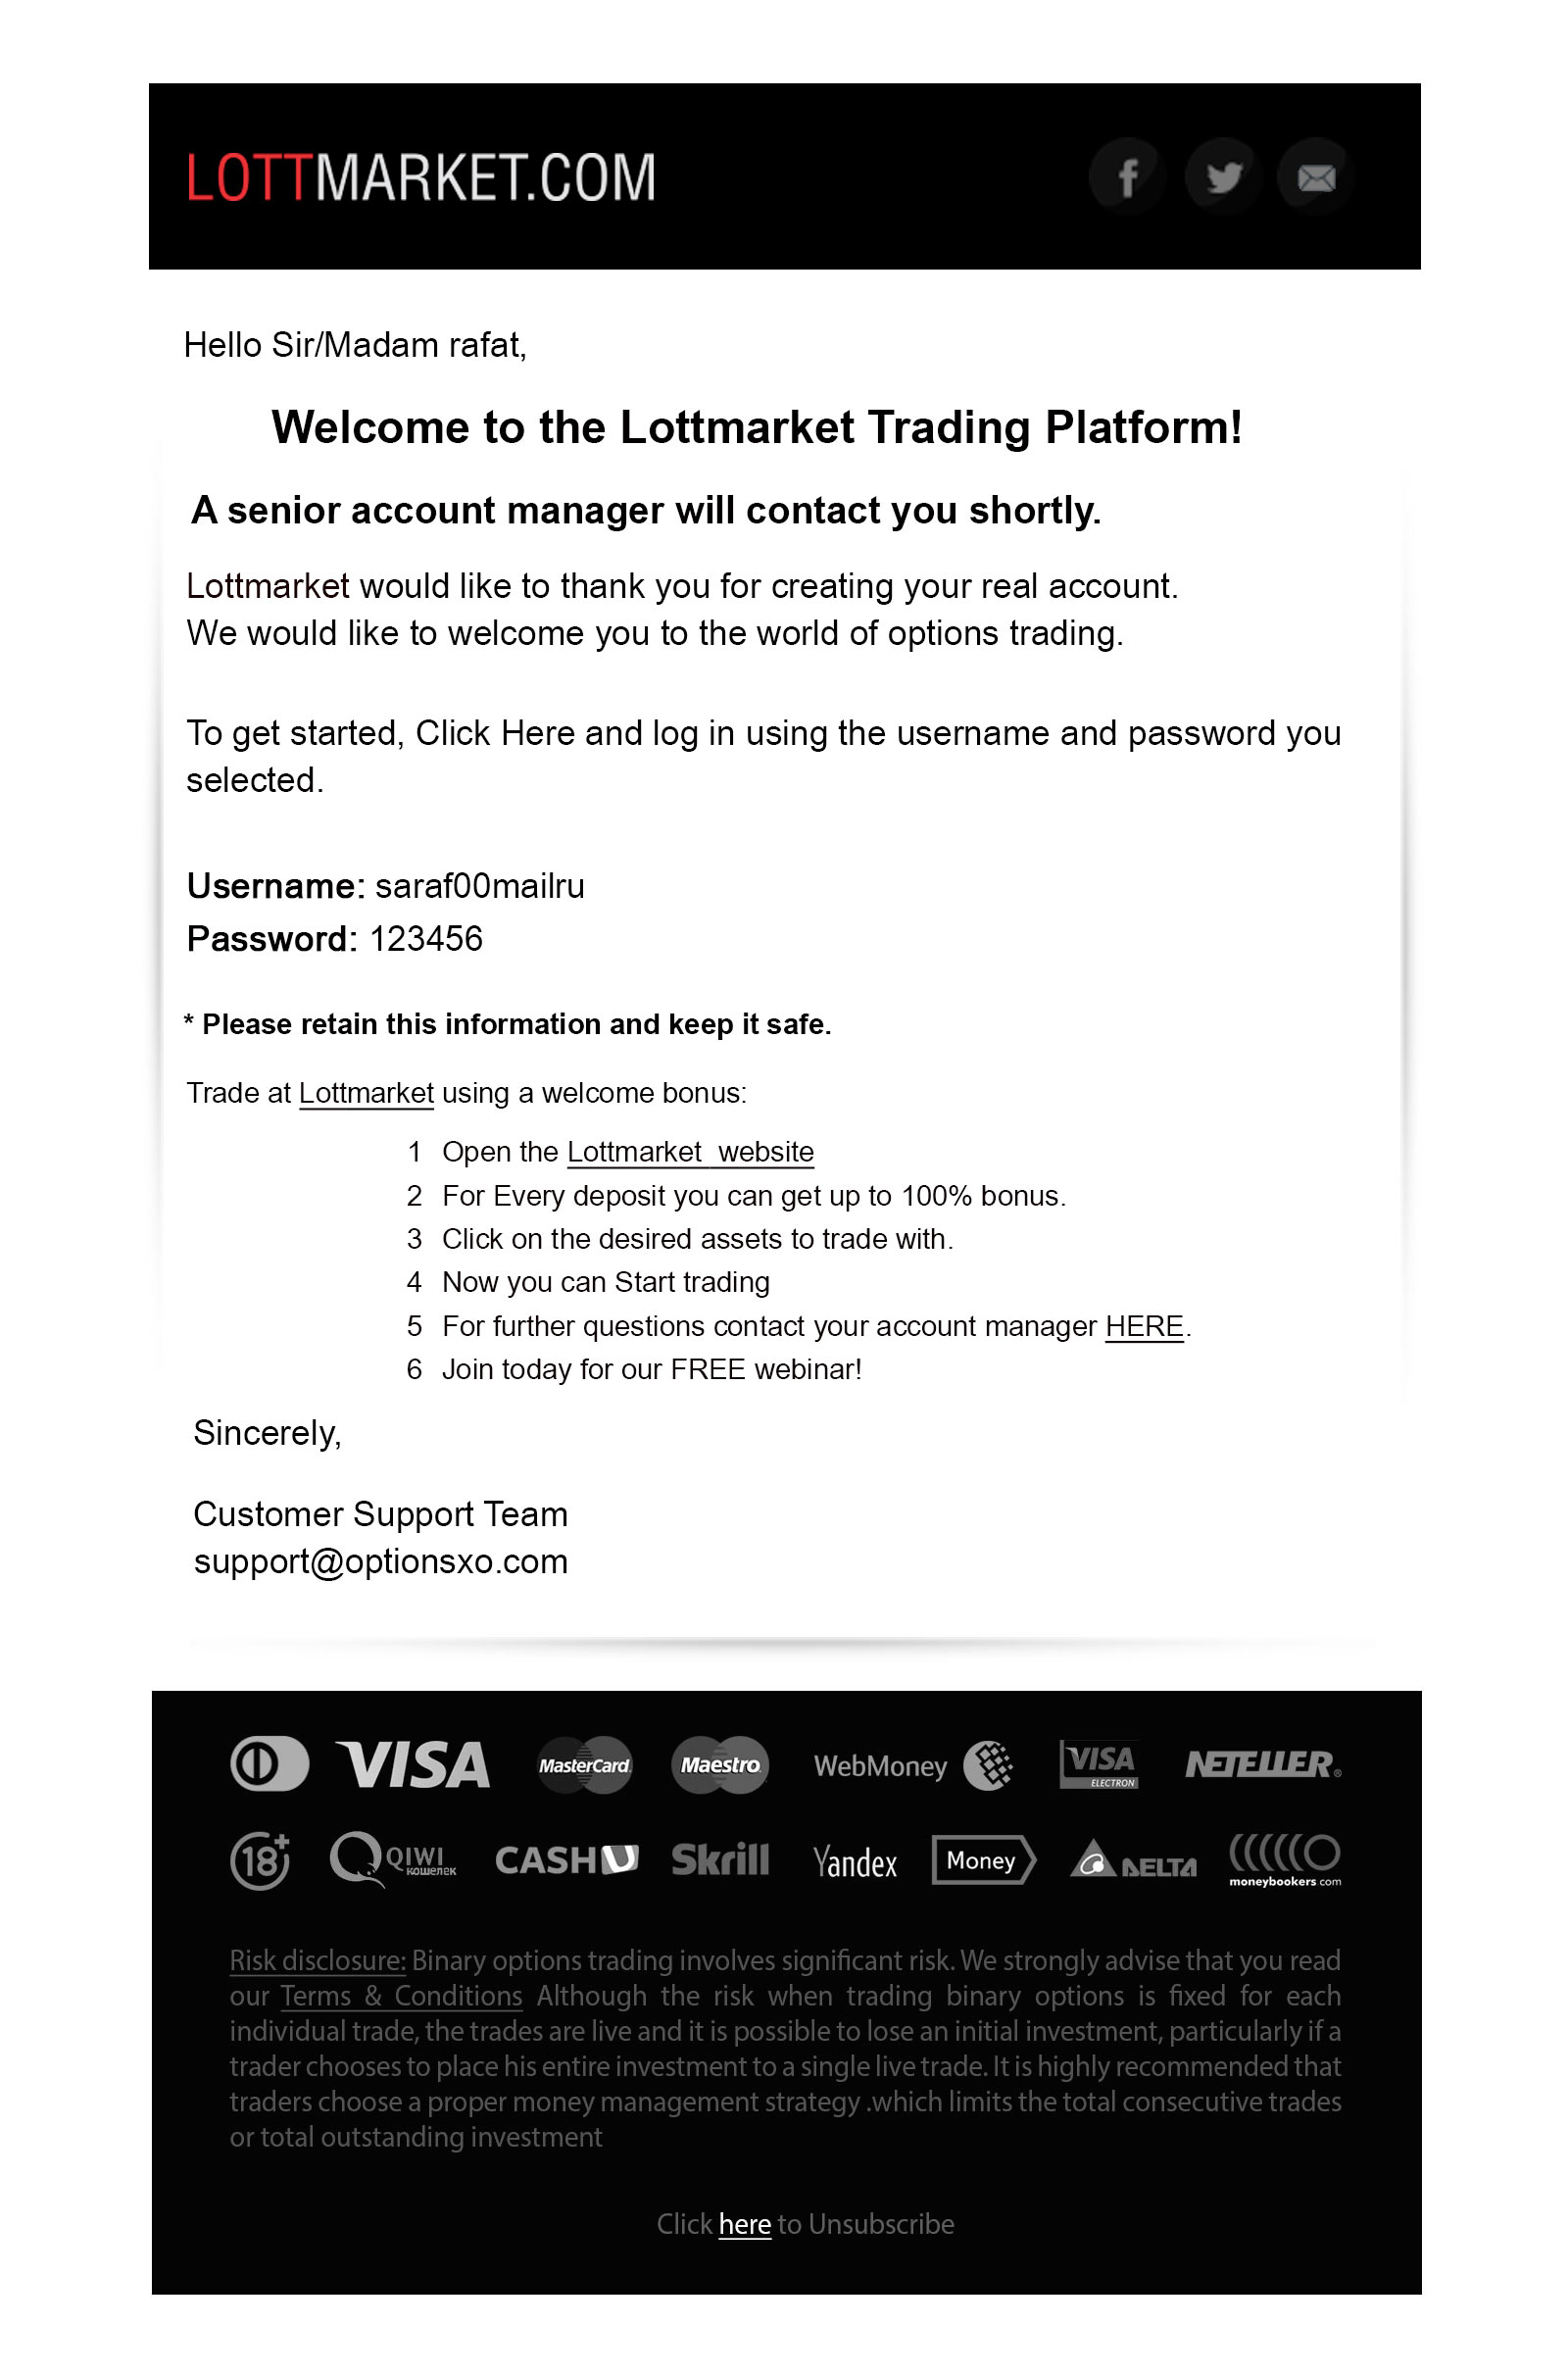 LOTTMARKET.COM
Hello Sir/Madam rafat,
Welcome to the Lottmarket Trading Platform!
A senior account manager will contact you shortly.
Lottmarket would like to thank you for creating your real account.
We would like to welcome you to the world of options trading.
To get started, Click Here and log in using the username and password you
selected.
Username: saraf00mailru
Password: 123456
* Please retain this information and keep it safe.
Trade at Lottmarket using a welcome bonus:
1 Open the Lottmarket website
2 For Every deposit you can get up to 100% bonus.
3 Click on the desired assets to trade with.
4 Now you can Start trading
5 For further questions contact your account manager HERE.
6 Join today for our FREE webinar!
Sincerely,
Customer Support Team
support@optionsxo.com
VISA MasterCard Maestro WebMoney VISA ELECTRON NETELLER®
18+ QIWI КОШЕЛЕК CASHU Skrill Yandex Money DELTA moneybookers.com
Risk disclosure: Binary options trading involves significant risk. We strongly advise that you read
our Terms & Conditions Although the risk when trading binary options is fixed for each
individual trade, the trades are live and it is possible to lose an initial investment, particularly if a
trader chooses to place his entire investment to a single live trade. It is highly recommended that
traders choose a proper money management strategy .which limits the total consecutive trades
or total outstanding investment
Click here to Unsubscribe